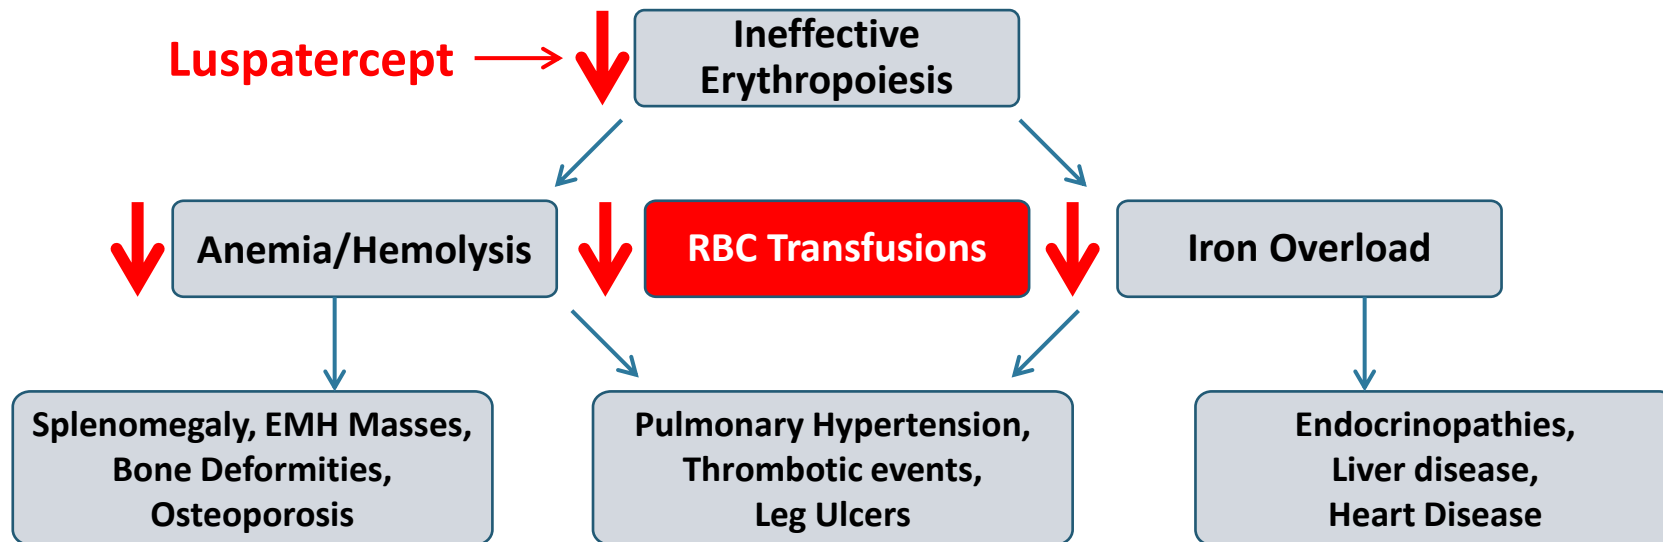 Luspatercept
Ineffective
Erythropoiesis
Anemia/Hemolysis
RBC Transfusions
Iron Overload
Splenomegaly, EMH Masses,
Bone Deformities,
Osteoporosis
Pulmonary Hypertension,
Thrombotic events,
Leg Ulcers
Endocrinopathies,
Liver disease,
Heart Disease